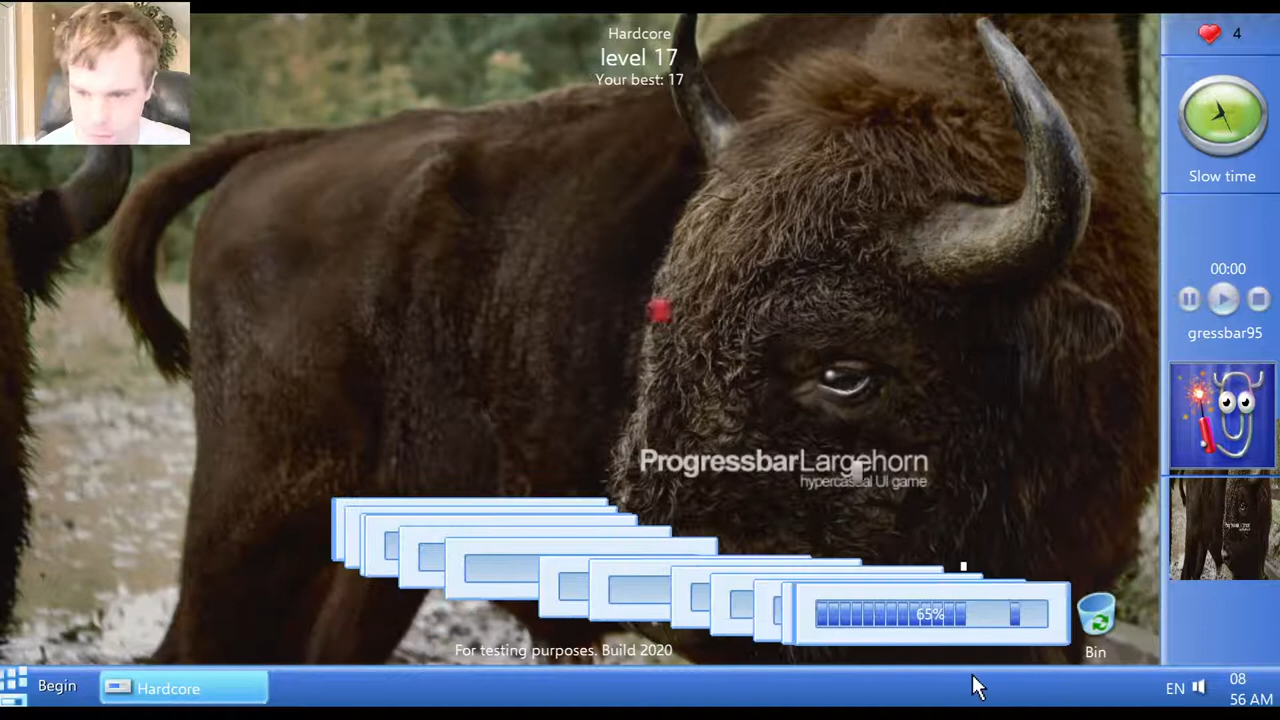 Hardcore
level 17
Your best: 17
4
Slow time
00:00
gressbar95
ProgressbarLargehorn
hypercasual UI game
65%
For testing purposes. Build 2020
Bin
Begin
Hardcore
EN
08
56 AM